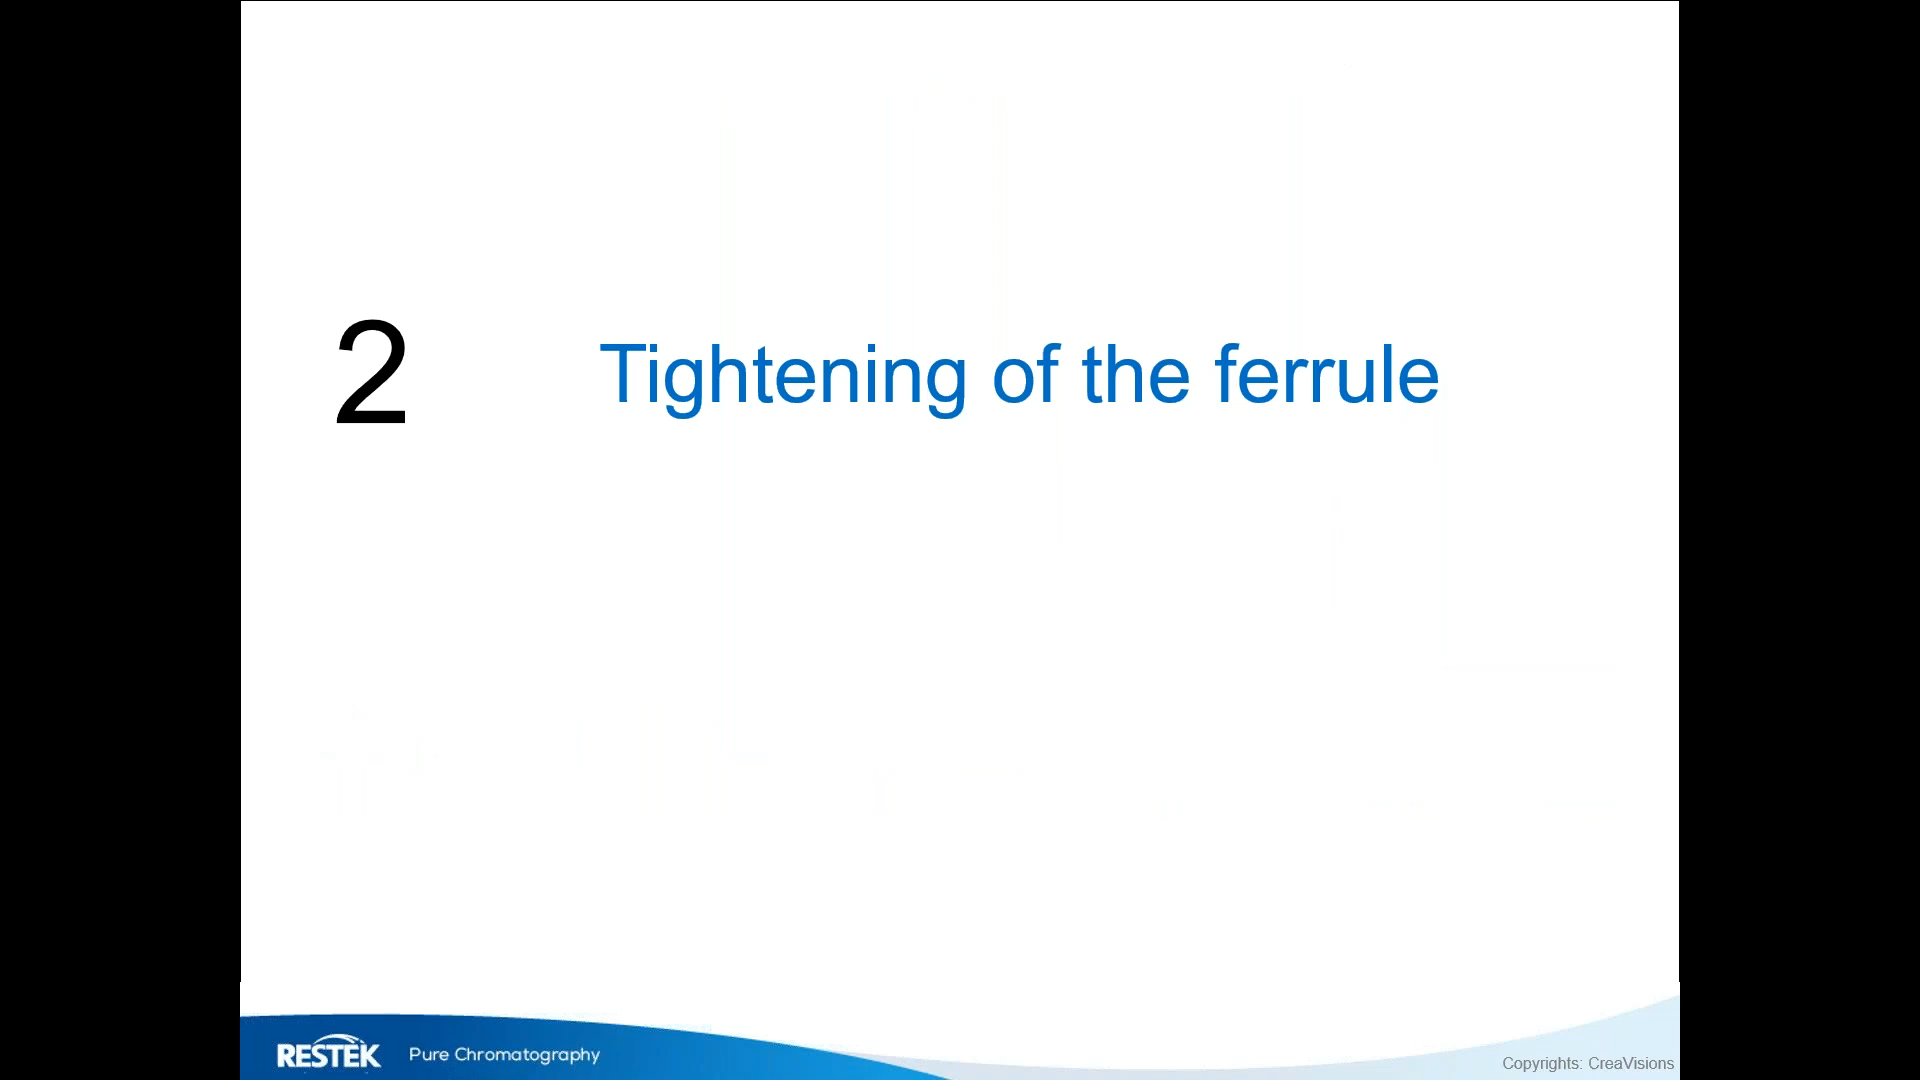 2 Tightening of the ferrule
RESTEK Pure Chromatography
Copyrights: CreaVisions